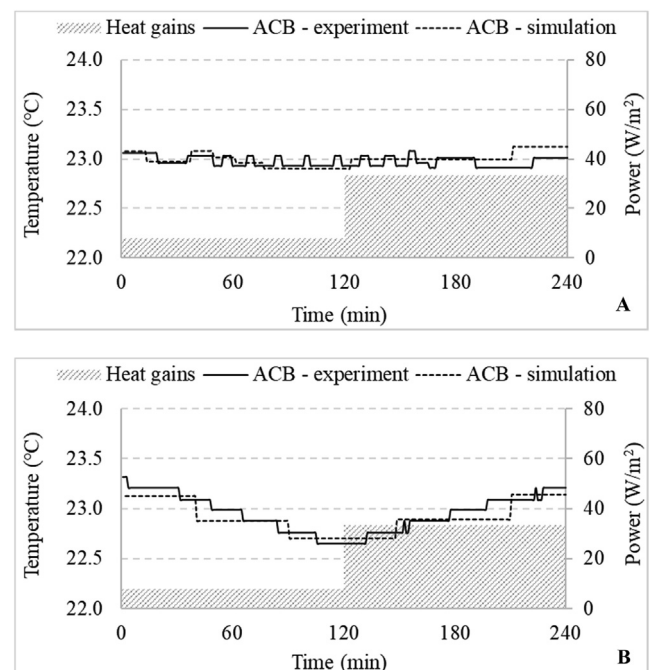 Heat gains ACB - experiment ACB - simulation
24.0 80
23.5 60
23.0 40
22.5 20
22.0 0
0 60 120 180 240
Temperature (°C)
Power (W/m²)
Time (min)
A
Heat gains ACB - experiment ACB - simulation
24.0 80
23.5 60
23.0 40
22.5 20
22.0 0
0 60 120 180 240
Temperature (°C)
Power (W/m²)
Time (min)
B